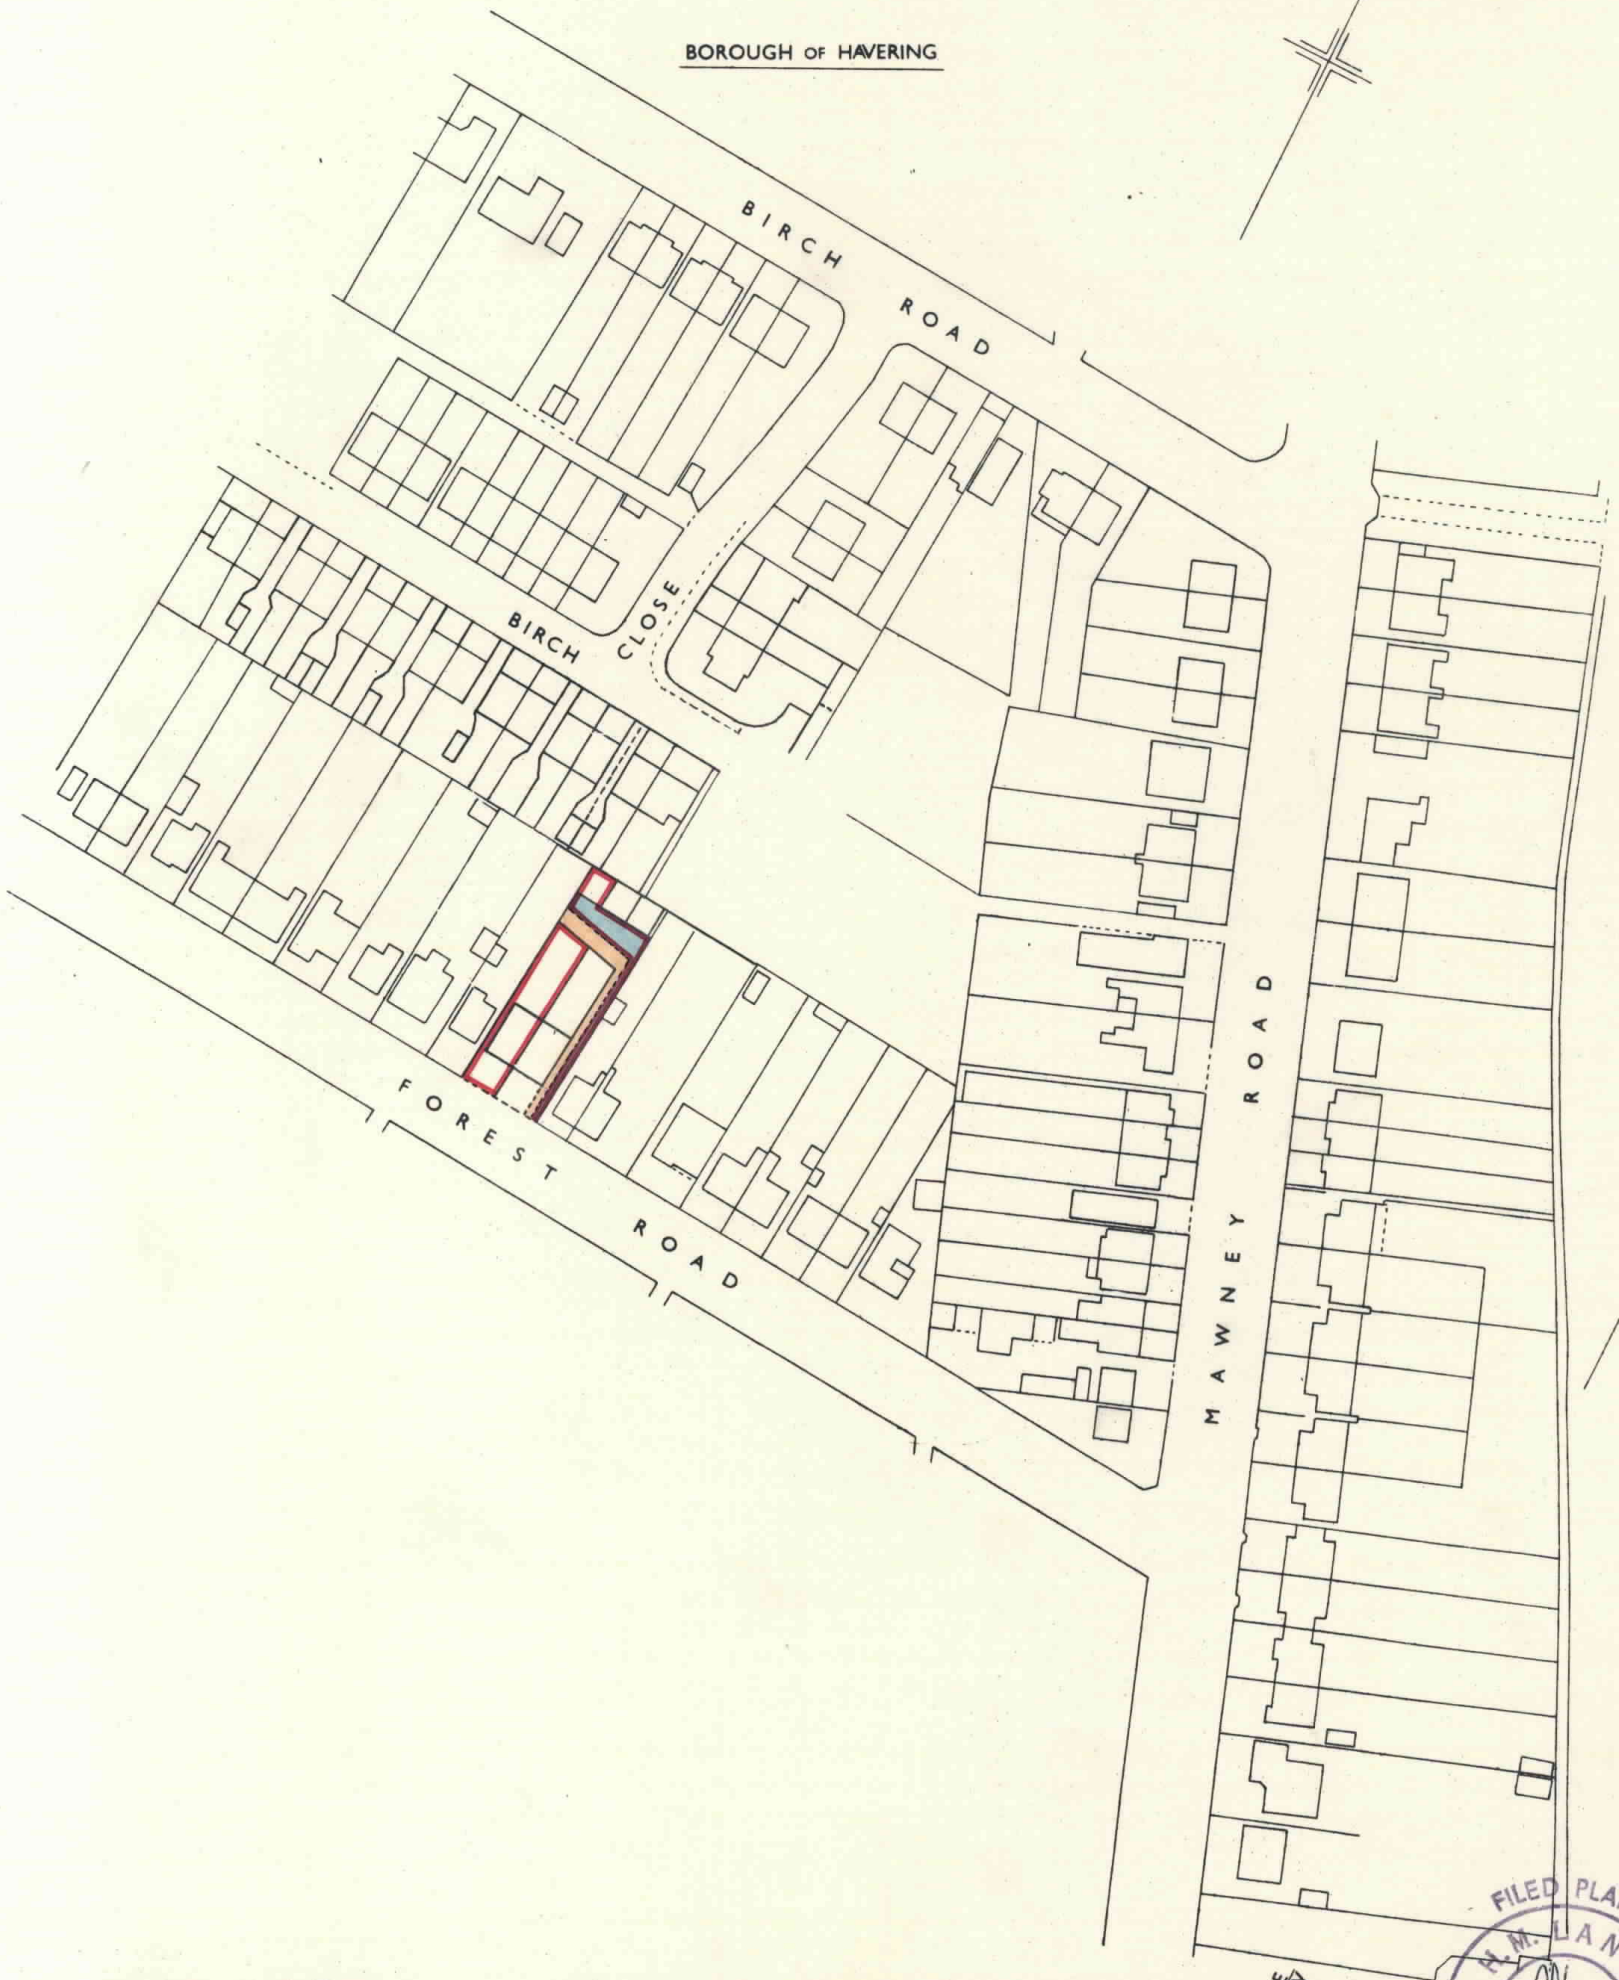 BOROUGH OF HAVERING
BIRCH ROAD
BIRCH CLOSE
FOREST ROAD
MAWNEY ROAD
FILED PLA
H.M. LAN